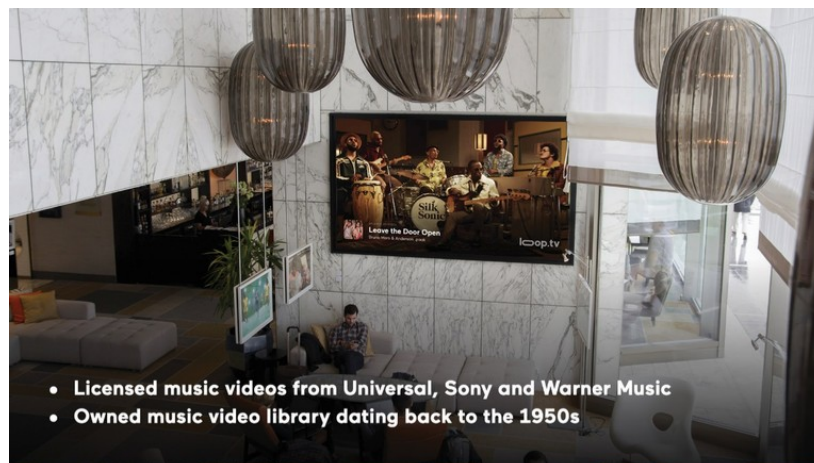 Silk
Sonic
Leave the Door Open
loop.tv
• Licensed music videos from Universal, Sony and Warner Music
• Owned music video library dating back to the 1950s